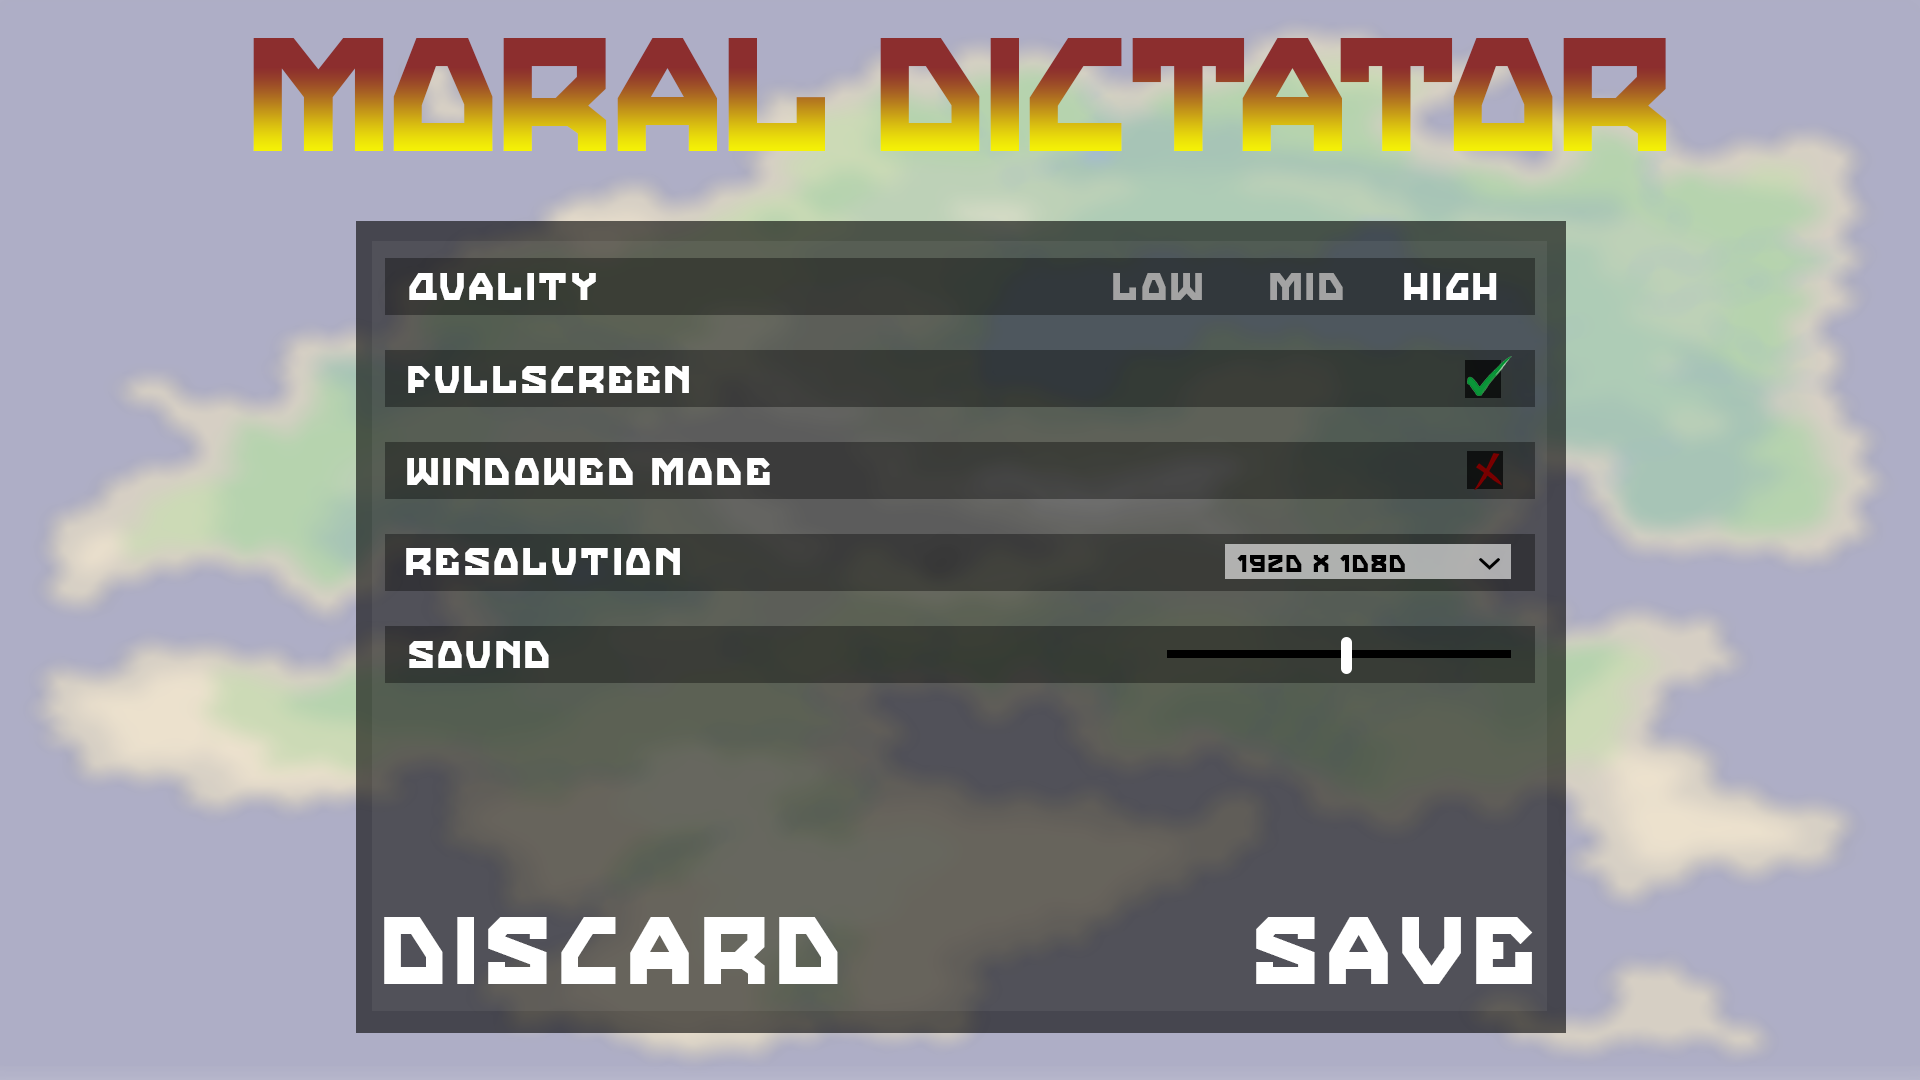 MORAL DICTATOR
QUALITY LOW MID HIGH
FULLSCREEN
WINDOWED MODE
RESOLUTION 1920 X 1080
SOUND
DISCARD SAVE